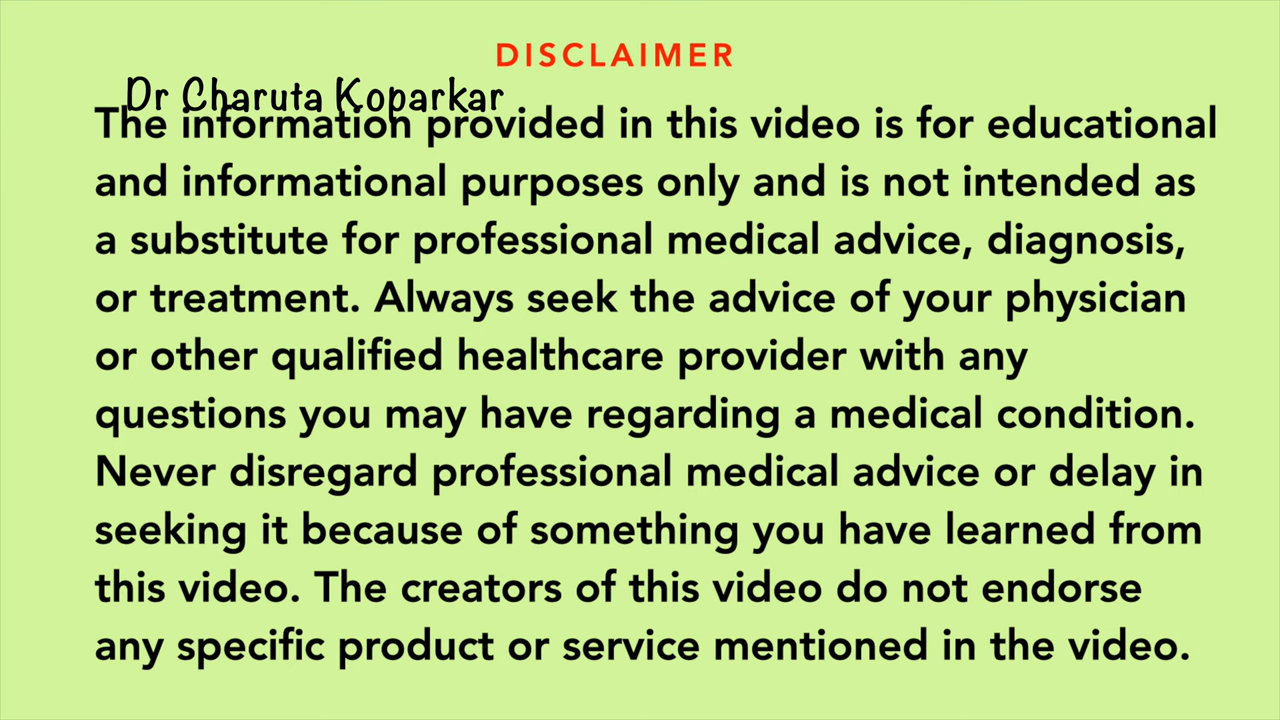 DISCLAIMER
Dr Charuta Koparkar
The information provided in this video is for educational
and informational purposes only and is not intended as
a substitute for professional medical advice, diagnosis,
or treatment. Always seek the advice of your physician
or other qualified healthcare provider with any
questions you may have regarding a medical condition.
Never disregard professional medical advice or delay in
seeking it because of something you have learned from
this video. The creators of this video do not endorse
any specific product or service mentioned in the video.